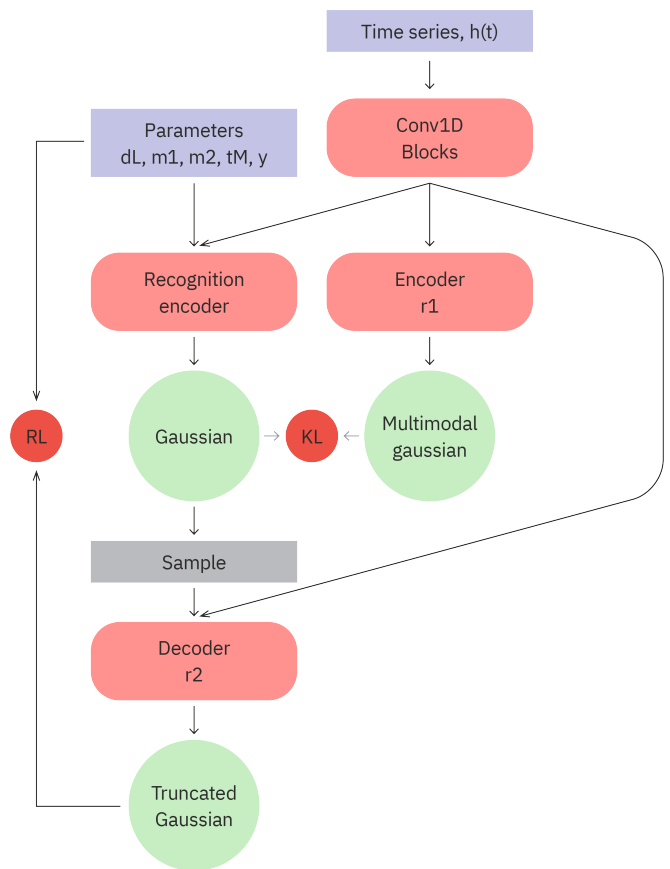 Time series, h(t)
Parameters
dL, m1, m2, tM, y
Conv1D
Blocks
Recognition
encoder
Encoder
r1
RL
Gaussian
KL
Multimodal
gaussian
Sample
Decoder
r2
Truncated
Gaussian